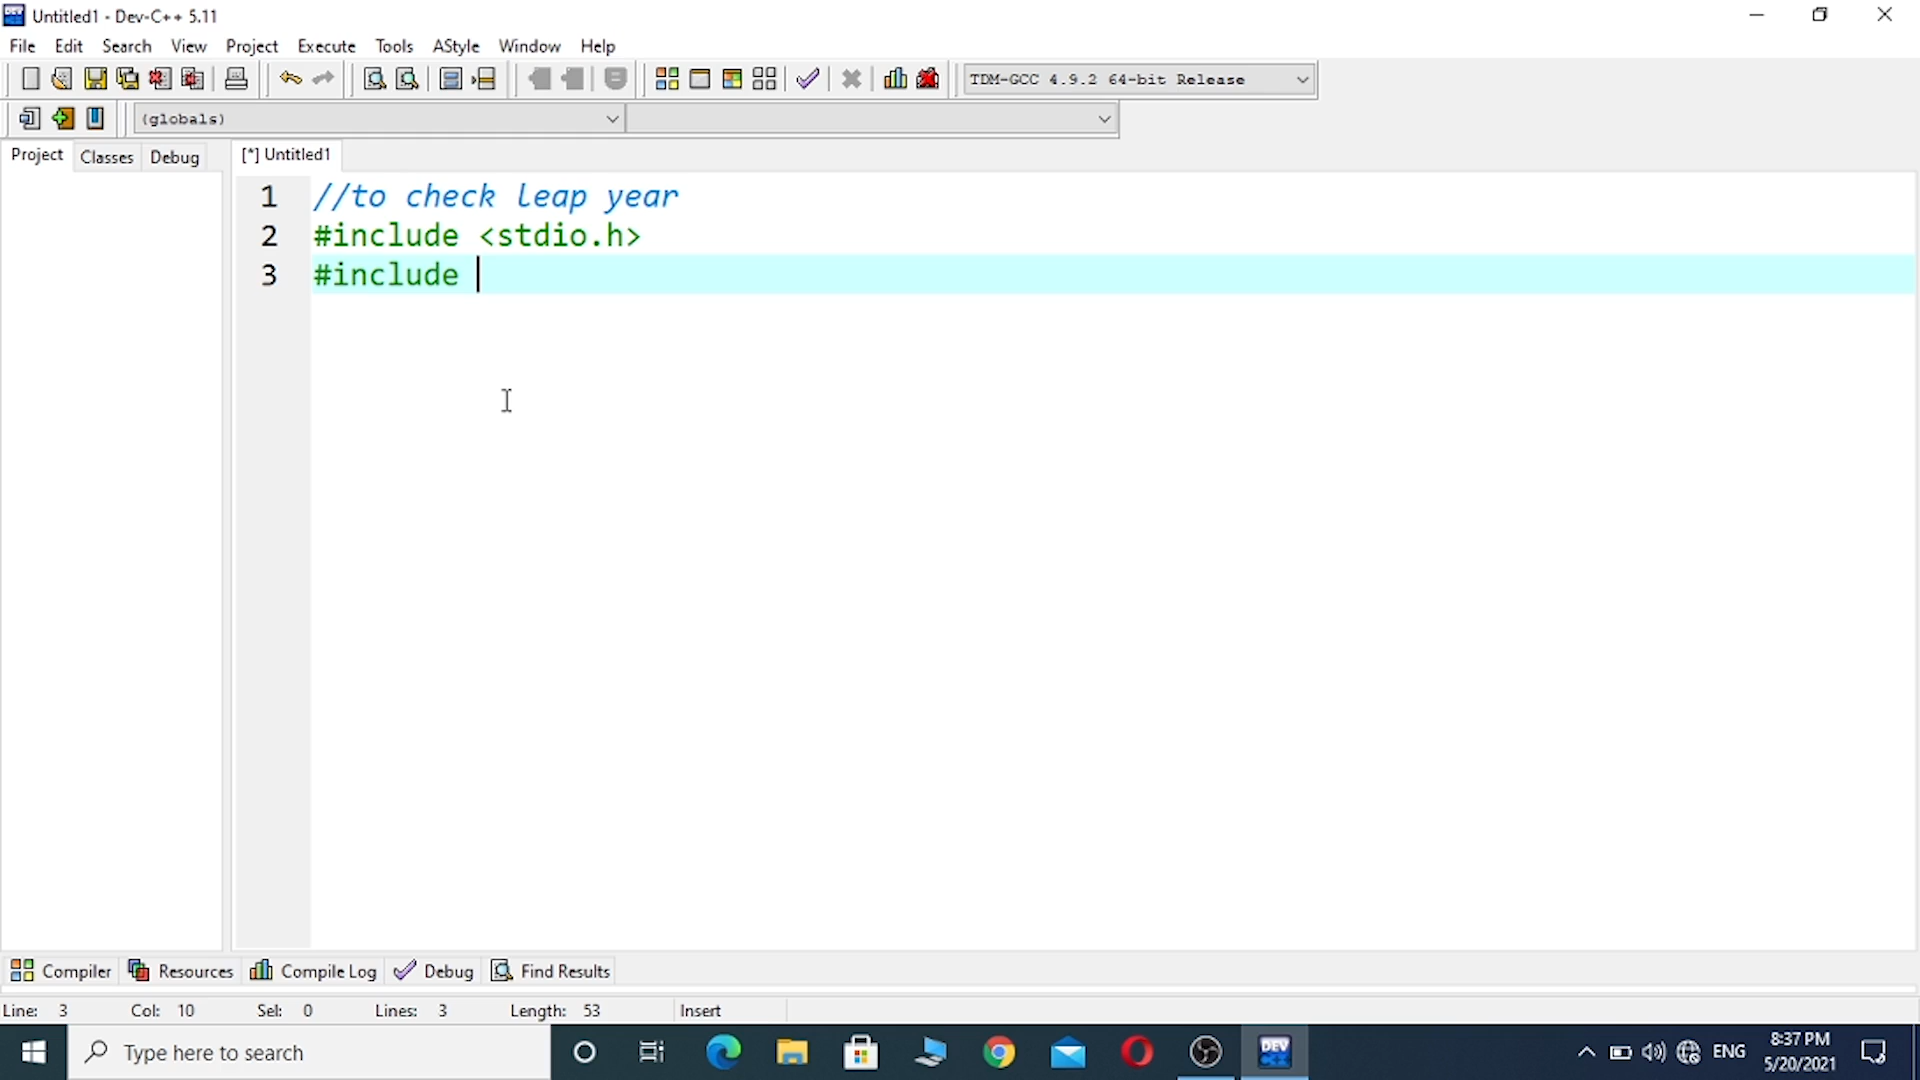 Untitled1 - Dev-C++ 5.11
File Edit Search View Project Execute Tools AStyle Window Help
TDM-GCC 4.9.2 64-bit Release
(globals)
Project Classes Debug [*] Untitled1
1 //to check leap year
2 #include <stdio.h>
3 #include
Compiler Resources Compile Log Debug Find Results
Line: 3 Col: 10 Sel: 0 Lines: 3 Length: 53 Insert
Type here to search
DEV
ENG
8:37 PM
5/20/2021